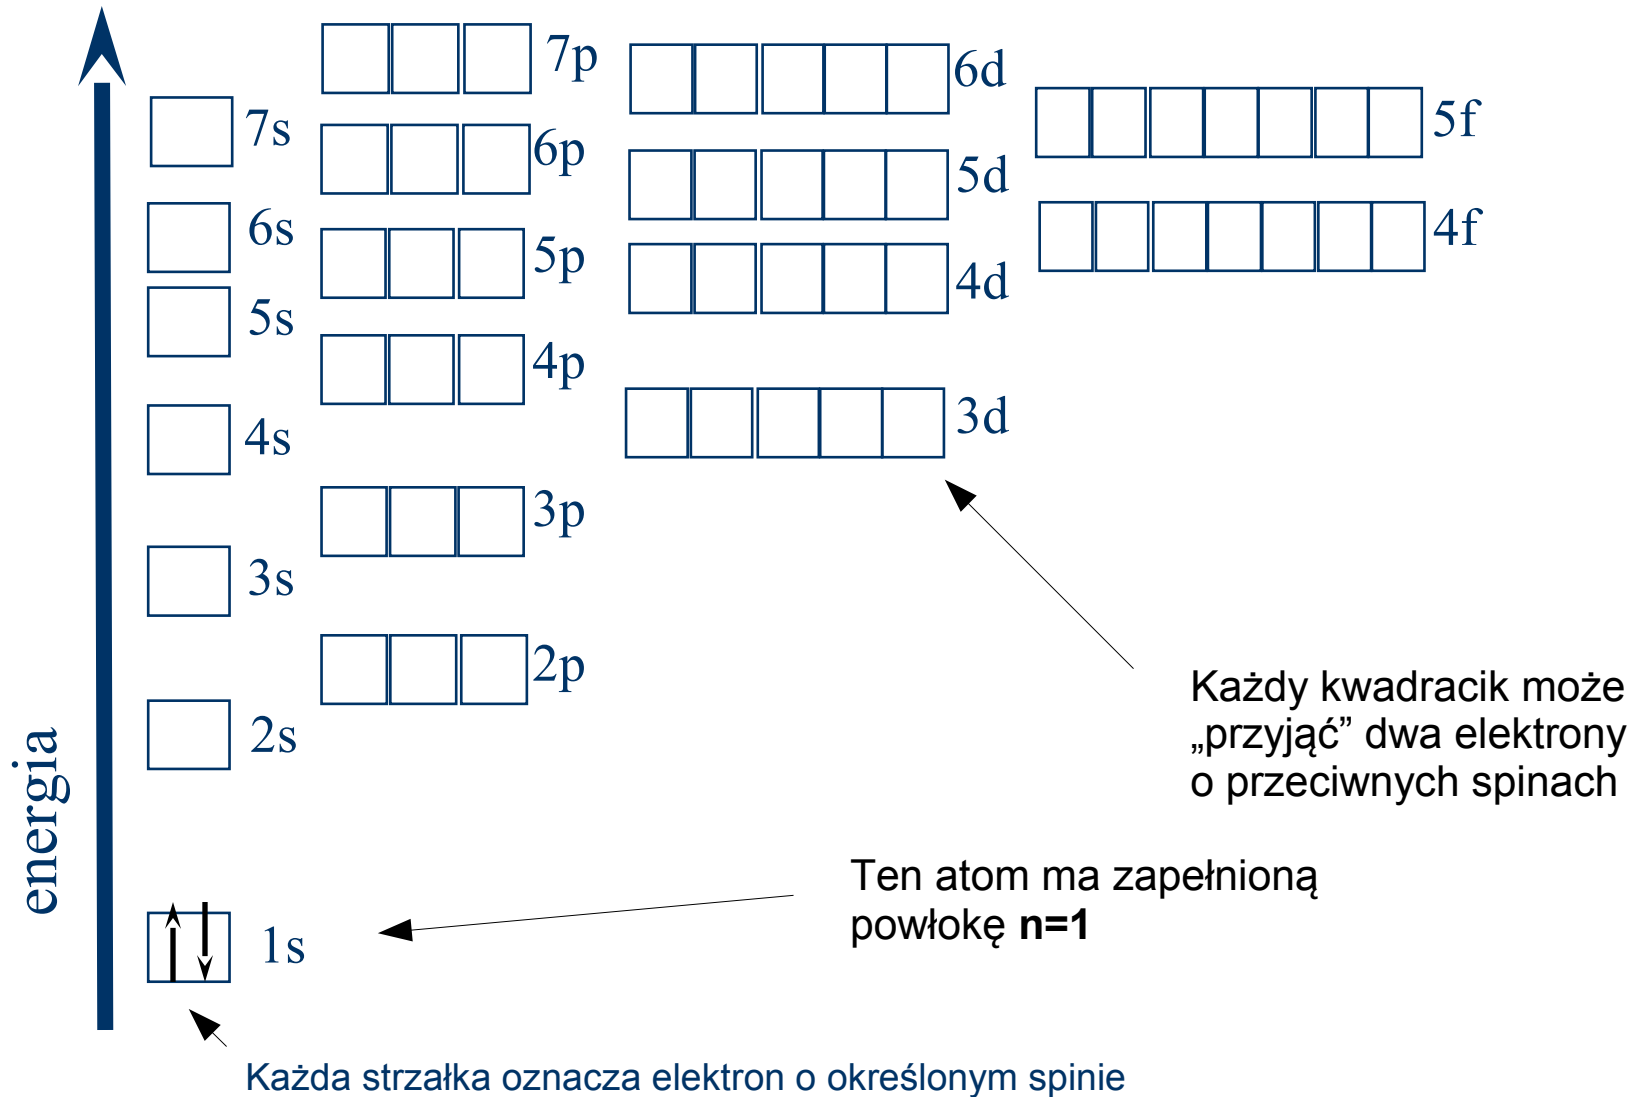 7p
6d
7s
5f
6p
5d
6s
4f
5p
4d
5s
4p
4s
3d
3p
3s
2p
2s
energia
Każdy kwadracik może
„przyjąć” dwa elektrony
o przeciwnych spinach
Ten atom ma zapełnioną
powłokę n=1
1s
Każda strzałka oznacza elektron o określonym spinie